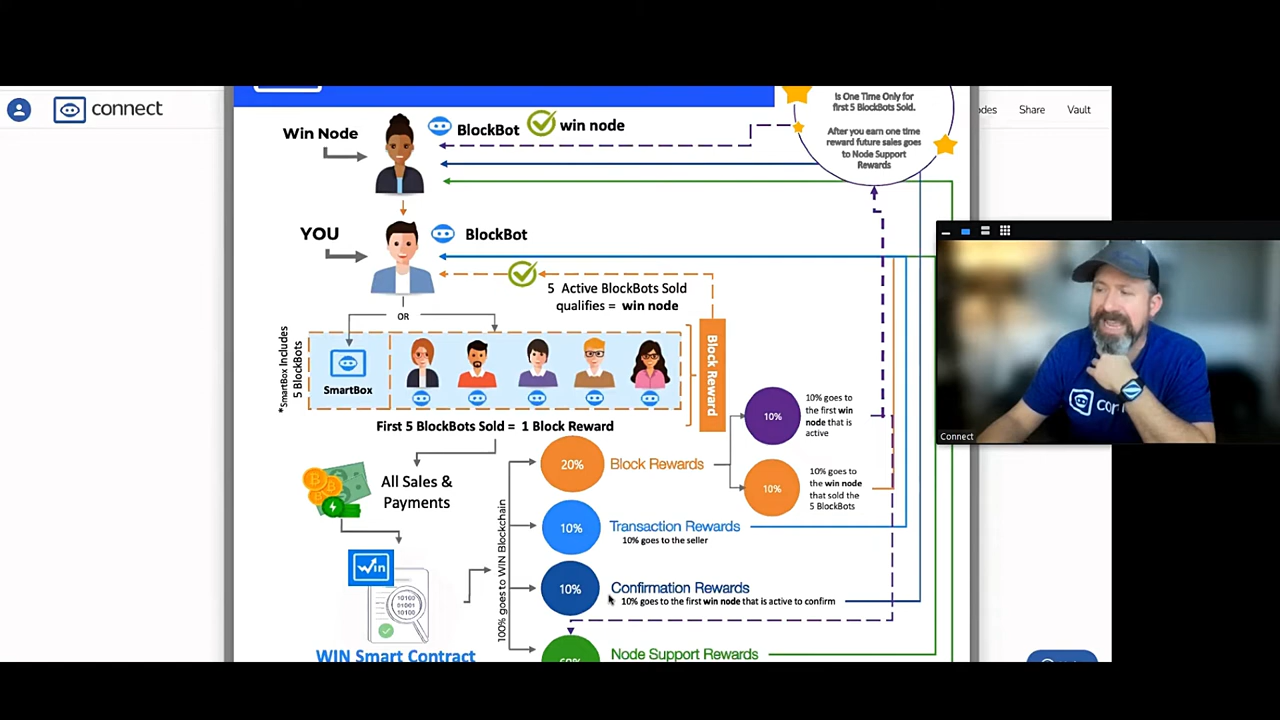 connect
Win Node
BlockBot
win node
is One Time Only for
first 5 BlockBots Sold.
After you earn one time
reward future sales goes
to Node Support
Rewards
Share
Vault
YOU
BlockBot
5 Active BlockBots Sold
qualifies = win node
OR
*SmartBox Includes
5 BlockBots
SmartBox
Block Reward
First 5 BlockBots Sold = 1 Block Reward
10%
10% goes to
the first win
node that is
active
Connect
All Sales &
Payments
100% goes to WIN Blockchain
20%
Block Rewards
10%
10% goes to
the win node
that sold the
5 BlockBots
10%
Transaction Rewards
10% goes to the seller
Win
10100
01001
10100
10%
Confirmation Rewards
10% goes to the first win node that is active to confirm
Node Support Rewards
WIN Smart Contract